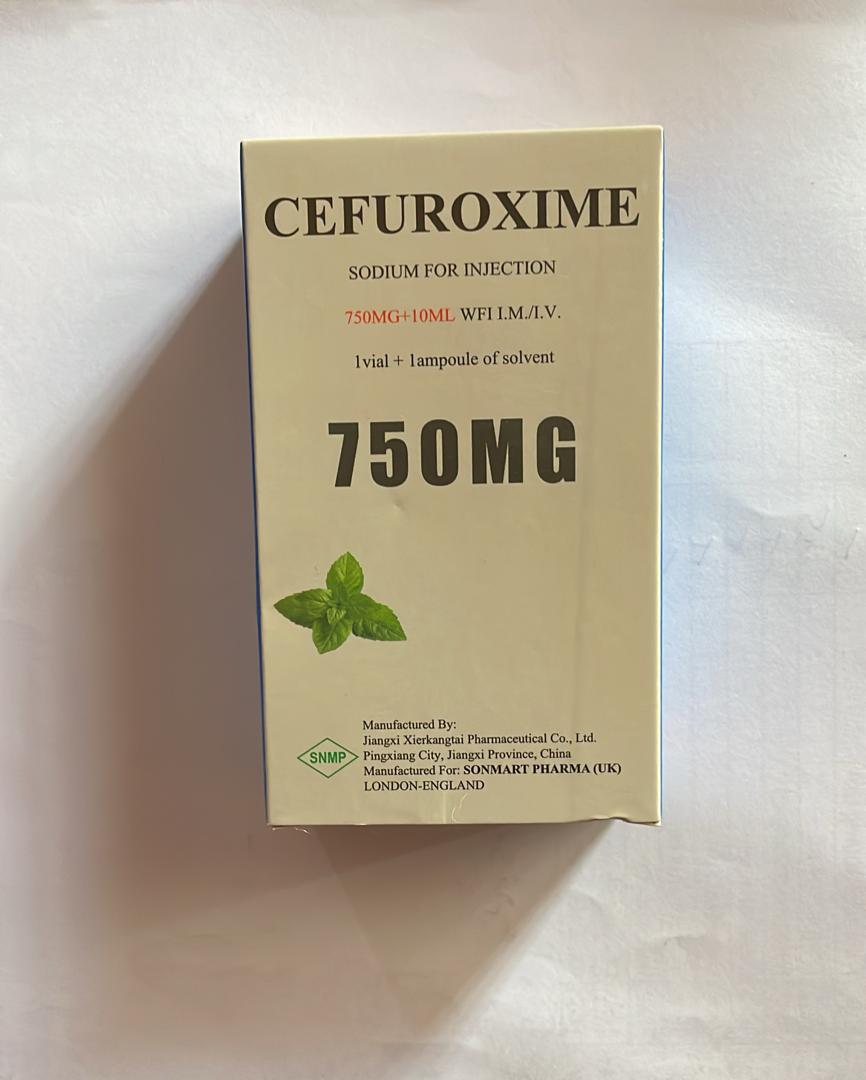 CEFUROXIME
SODIUM FOR INJECTION
750MG+10ML WFI I.M./I.V.
1vial + 1ampoule of solvent
750MG
SNMP
Manufactured By:
Jiangxi Xierkangtai Pharmaceutical Co., Ltd.
Pingxiang City, Jiangxi Province, China
Manufactured For: SONMART PHARMA (UK)
LONDON-ENGLAND